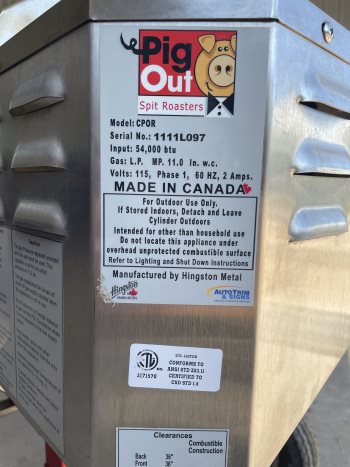 Pig
Out
Spit Roasters
Model: CPOR
Serial No.: 1111L097
Input: 54,000 btu
Gas: L.P. MP. 11.0 In. w.c.
Volts: 115, Phase 1, 60 HZ, 2 Amps.
MADE IN CANADA
For Outdoor Use Only.
If Stored Indoors, Detach and Leave
Cylinder Outdoors
Intended for other than household use
Do not locate this appliance under
overhead unprotected combustible surface
Refer to Lighting and Shut Down Instructions
Manufactured by Hingston Metal
Hingston
FABRICATORS
AUTOTRIM
& SIGNS
ETL LISTED
CONFORMS TO
ANSI STD Z83.11
CERTIFIED TO
3171570
Clearances
Combustible
Construction
Back 36"
Front 36"